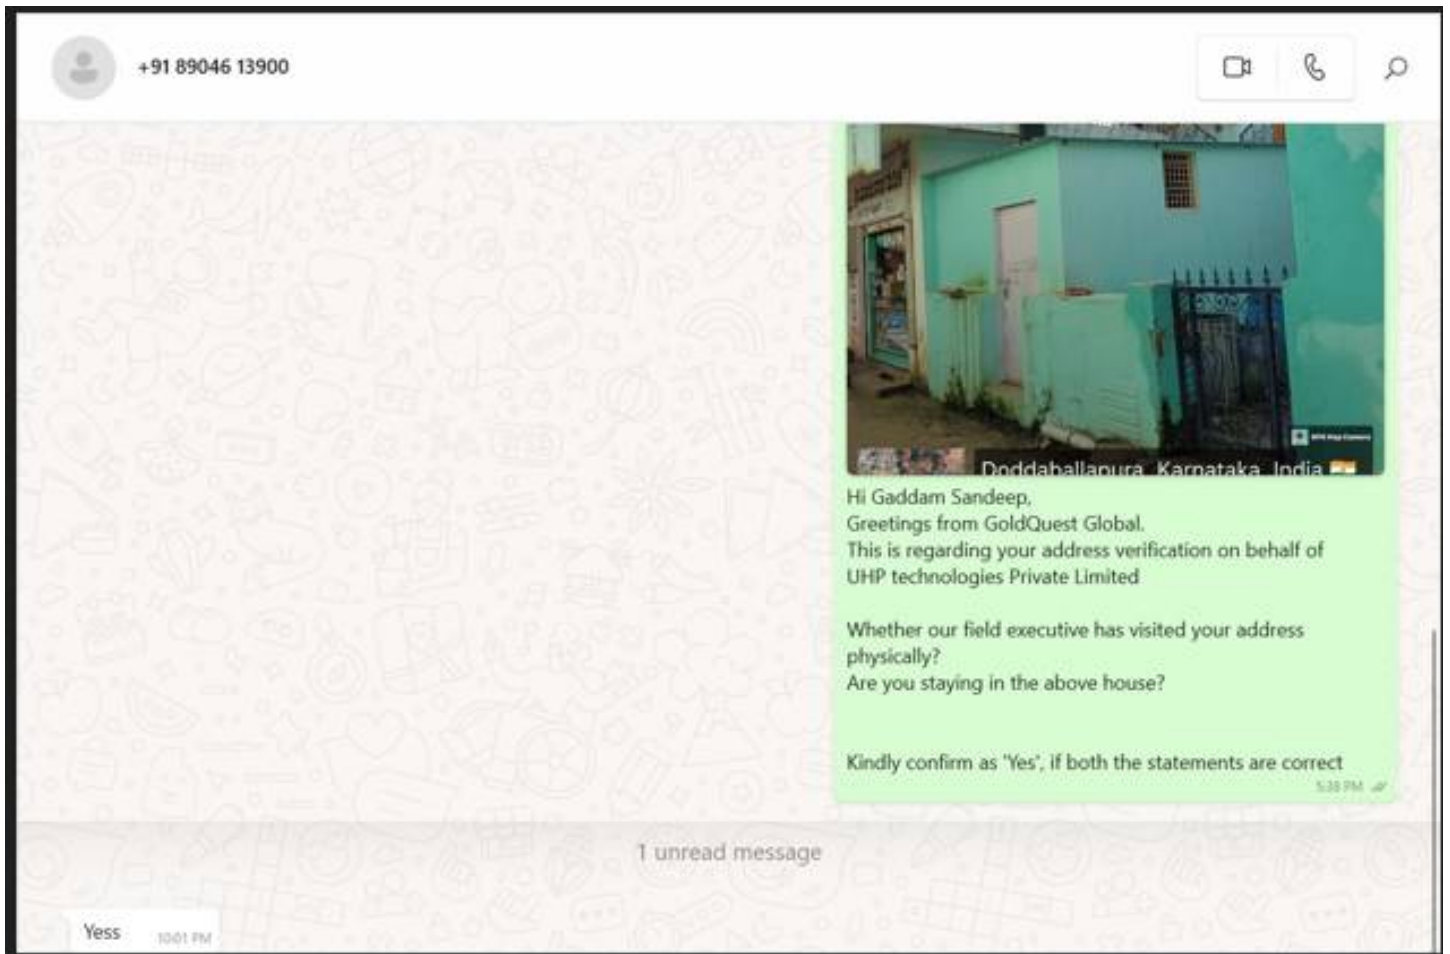 +91 89046 13900
Doddaballapura, Karnataka, India
Hi Gaddam Sandeep,
Greetings from GoldQuest Global.
This is regarding your address verification on behalf of
UHP technologies Private Limited
Whether our field executive has visited your address
physically?
Are you staying in the above house?
Kindly confirm as 'Yes', if both the statements are correct
5:38 PM
1 unread message
Yess
10:01 PM